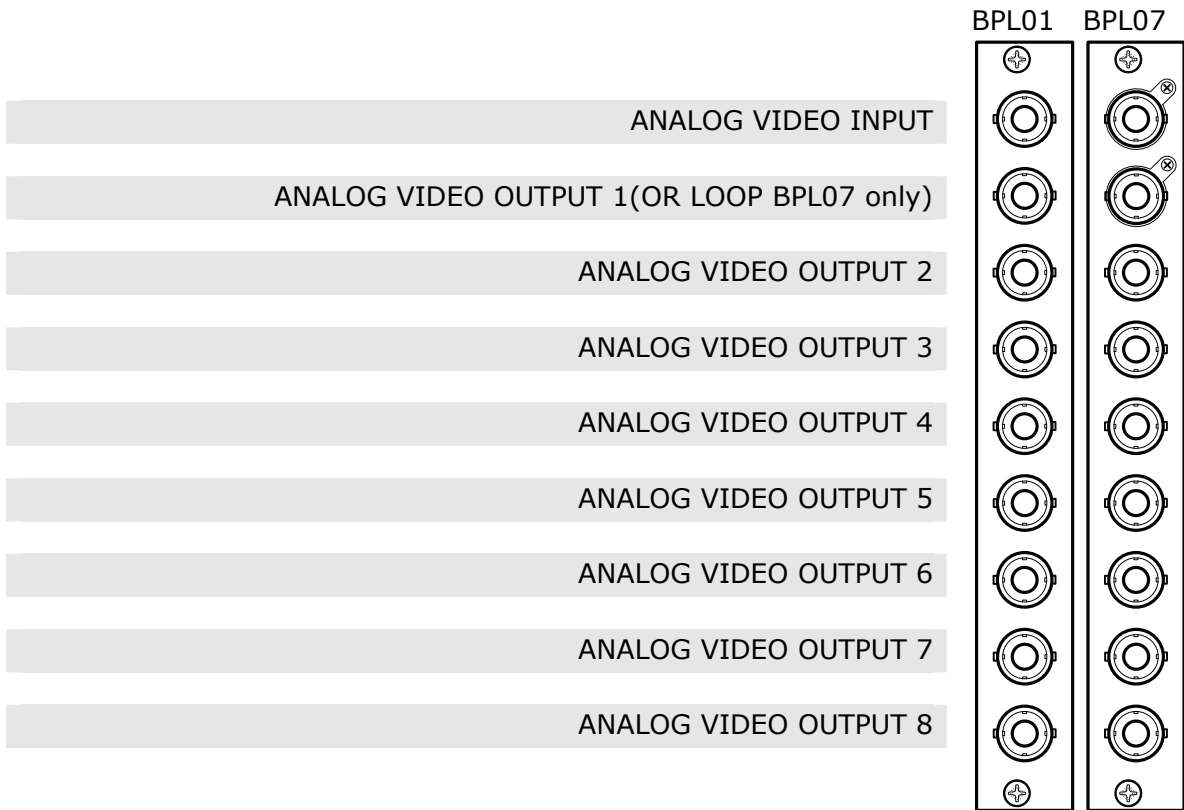 BPL01 BPL07
ANALOG VIDEO INPUT
ANALOG VIDEO OUTPUT 1(OR LOOP BPL07 only)
ANALOG VIDEO OUTPUT 2
ANALOG VIDEO OUTPUT 3
ANALOG VIDEO OUTPUT 4
ANALOG VIDEO OUTPUT 5
ANALOG VIDEO OUTPUT 6
ANALOG VIDEO OUTPUT 7
ANALOG VIDEO OUTPUT 8